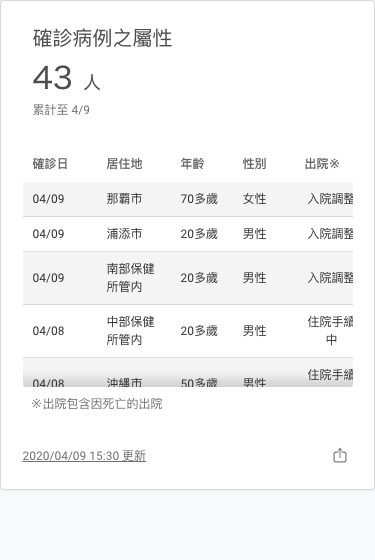 確診病例之屬性
43 人
累計至 4/9
確診日 居住地 年齡 性別 出院※
04/09 那覇市 70多歲 女性 入院調整
04/09 浦添市 20多歲 男性 入院調整
04/09 南部保健所管内 20多歲 男性 入院調整
04/08 中部保健所管内 20多歲 男性 住院手續中
04/08 沖縄市 50多歲 男性 住院手續
※出院包含因死亡的出院
2020/04/09 15:30 更新